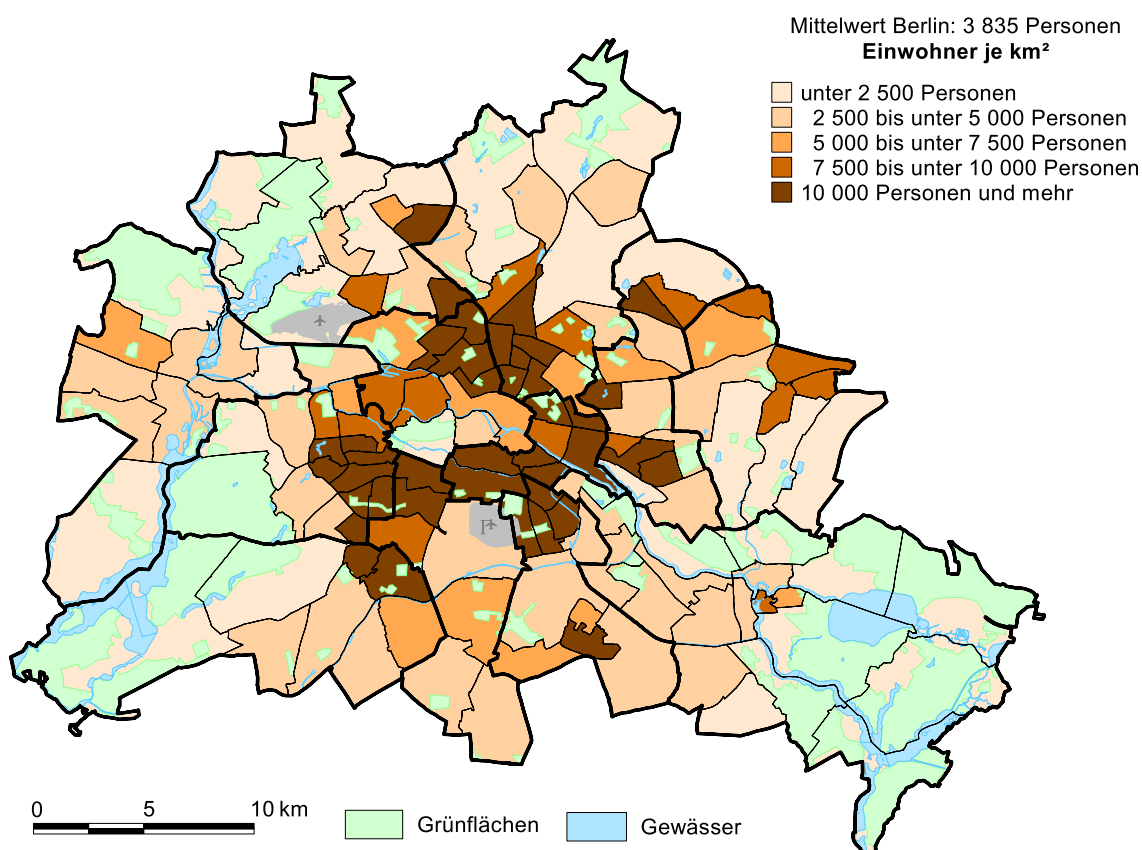 Mittelwert Berlin: 3 835 Personen
Einwohner je km²
unter 2 500 Personen
2 500 bis unter 5 000 Personen
5 000 bis unter 7 500 Personen
7 500 bis unter 10 000 Personen
10 000 Personen und mehr
0 5 10 km
Grünflächen
Gewässer